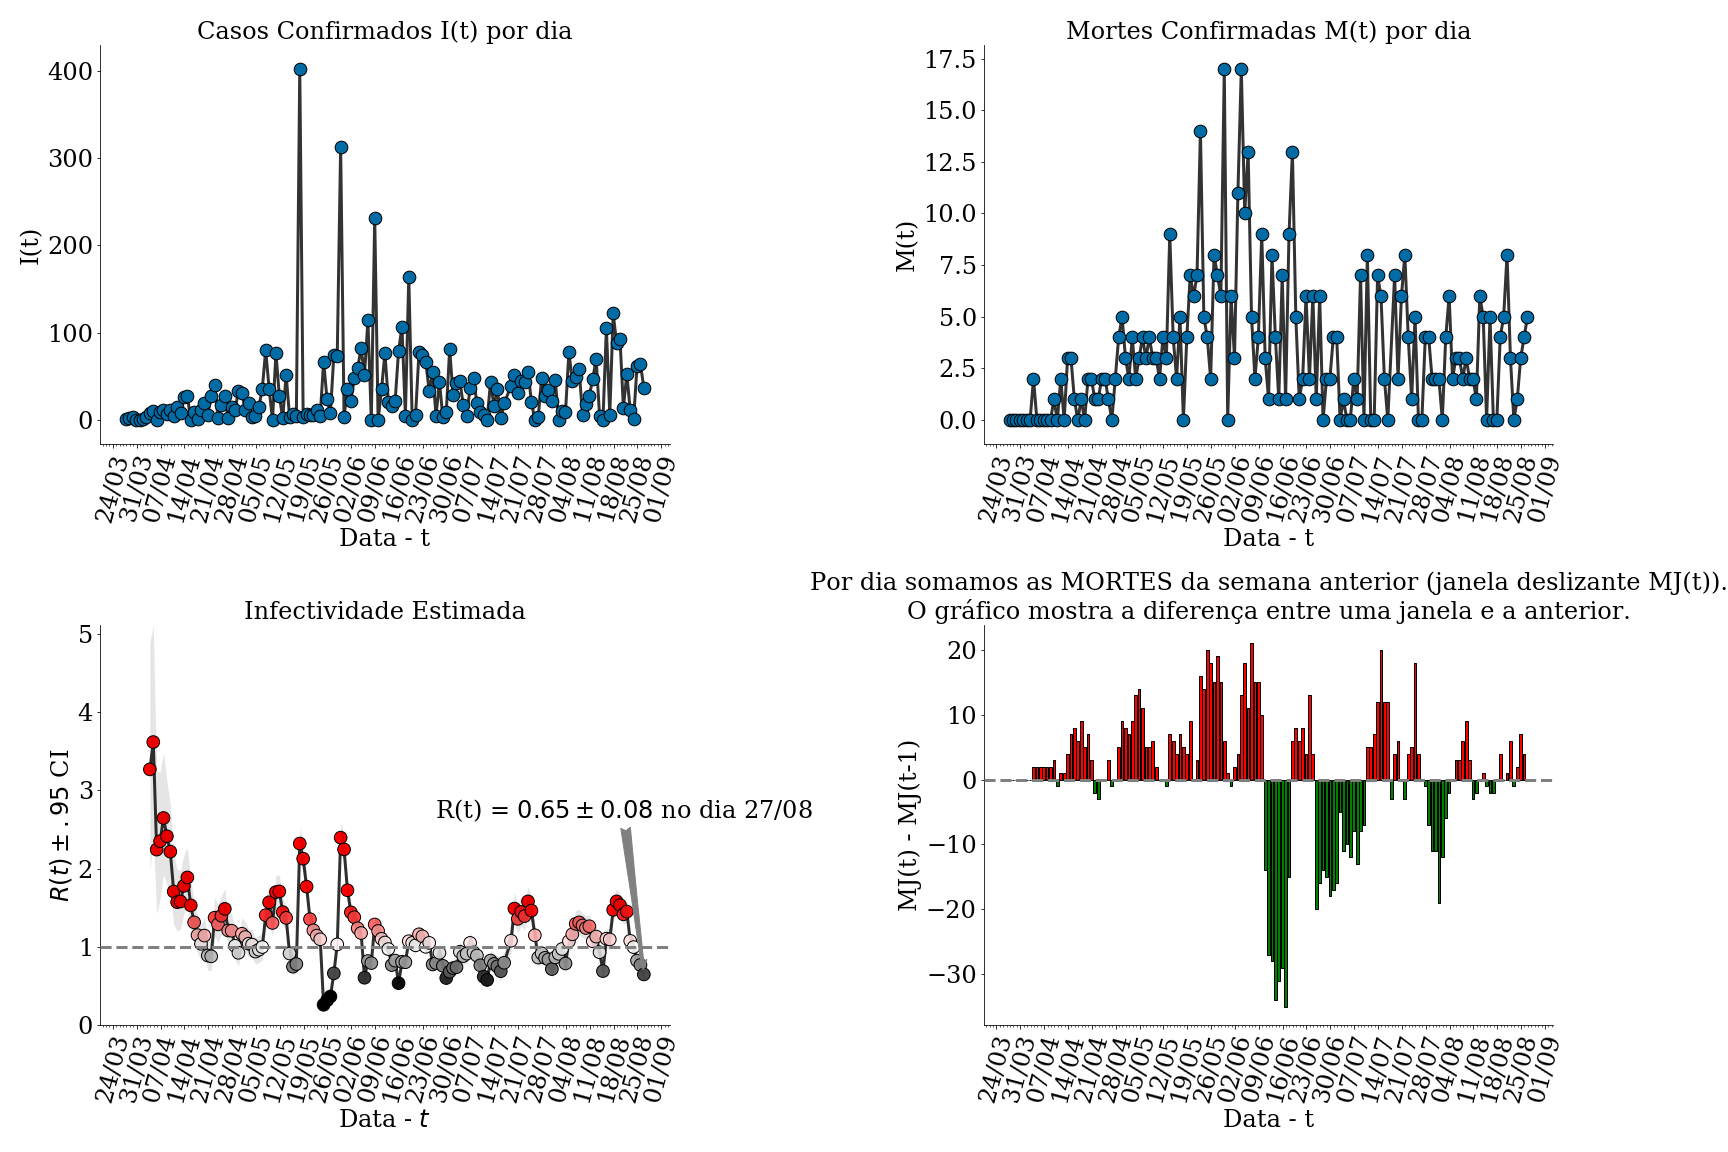 Casos Confirmados I(t) por dia
400
300
200
100
0
I(t)
24/03 31/03 07/04 14/04 21/04 28/04 05/05 12/05 19/05 26/05 02/06 09/06 16/06 23/06 30/06 07/07 14/07 21/07 28/07 04/08 11/08 18/08 25/08 01/09
Data - t
Mortes Confirmadas M(t) por dia
17.5
15.0
12.5
10.0
7.5
5.0
2.5
0.0
M(t)
24/03 31/03 07/04 14/04 21/04 28/04 05/05 12/05 19/05 26/05 02/06 09/06 16/06 23/06 30/06 07/07 14/07 21/07 28/07 04/08 11/08 18/08 25/08 01/09
Data - t
Infectividade Estimada
5
4
3
2
1
0
R(t) ± .95 CI
R(t) = 0.65 ± 0.08 no dia 27/08
24/03 31/03 07/04 14/04 21/04 28/04 05/05 12/05 19/05 26/05 02/06 09/06 16/06 23/06 30/06 07/07 14/07 21/07 28/07 04/08 11/08 18/08 25/08 01/09
Data - t
Por dia somamos as MORTES da semana anterior (janela deslizante MJ(t)).
O gráfico mostra a diferença entre uma janela e a anterior.
20
10
0
−10
−20
−30
MJ(t) - MJ(t-1)
24/03 31/03 07/04 14/04 21/04 28/04 05/05 12/05 19/05 26/05 02/06 09/06 16/06 23/06 30/06 07/07 14/07 21/07 28/07 04/08 11/08 18/08 25/08 01/09
Data - t